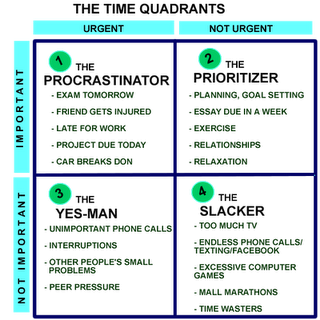 THE TIME QUADRANTS
URGENT
NOT URGENT
IMPORTANT
1 THE
PROCRASTINATOR
- EXAM TOMORROW
- FRIEND GETS INJURED
- LATE FOR WORK
- PROJECT DUE TODAY
- CAR BREAKS DON
2 THE
PRIORITIZER
- PLANNING, GOAL SETTING
- ESSAY DUE IN A WEEK
- EXERCISE
- RELATIONSHIPS
- RELAXATION
NOT IMPORTANT
3 THE
YES-MAN
- UNIMPORTANT PHONE CALLS
- INTERRUPTIONS
- OTHER PEOPLE'S SMALL
PROBLEMS
- PEER PRESSURE
4 THE
SLACKER
- TOO MUCH TV
- ENDLESS PHONE CALLS/
TEXTING/FACEBOOK
- EXCESSIVE COMPUTER
GAMES
- MALL MARATHONS
- TIME WASTERS